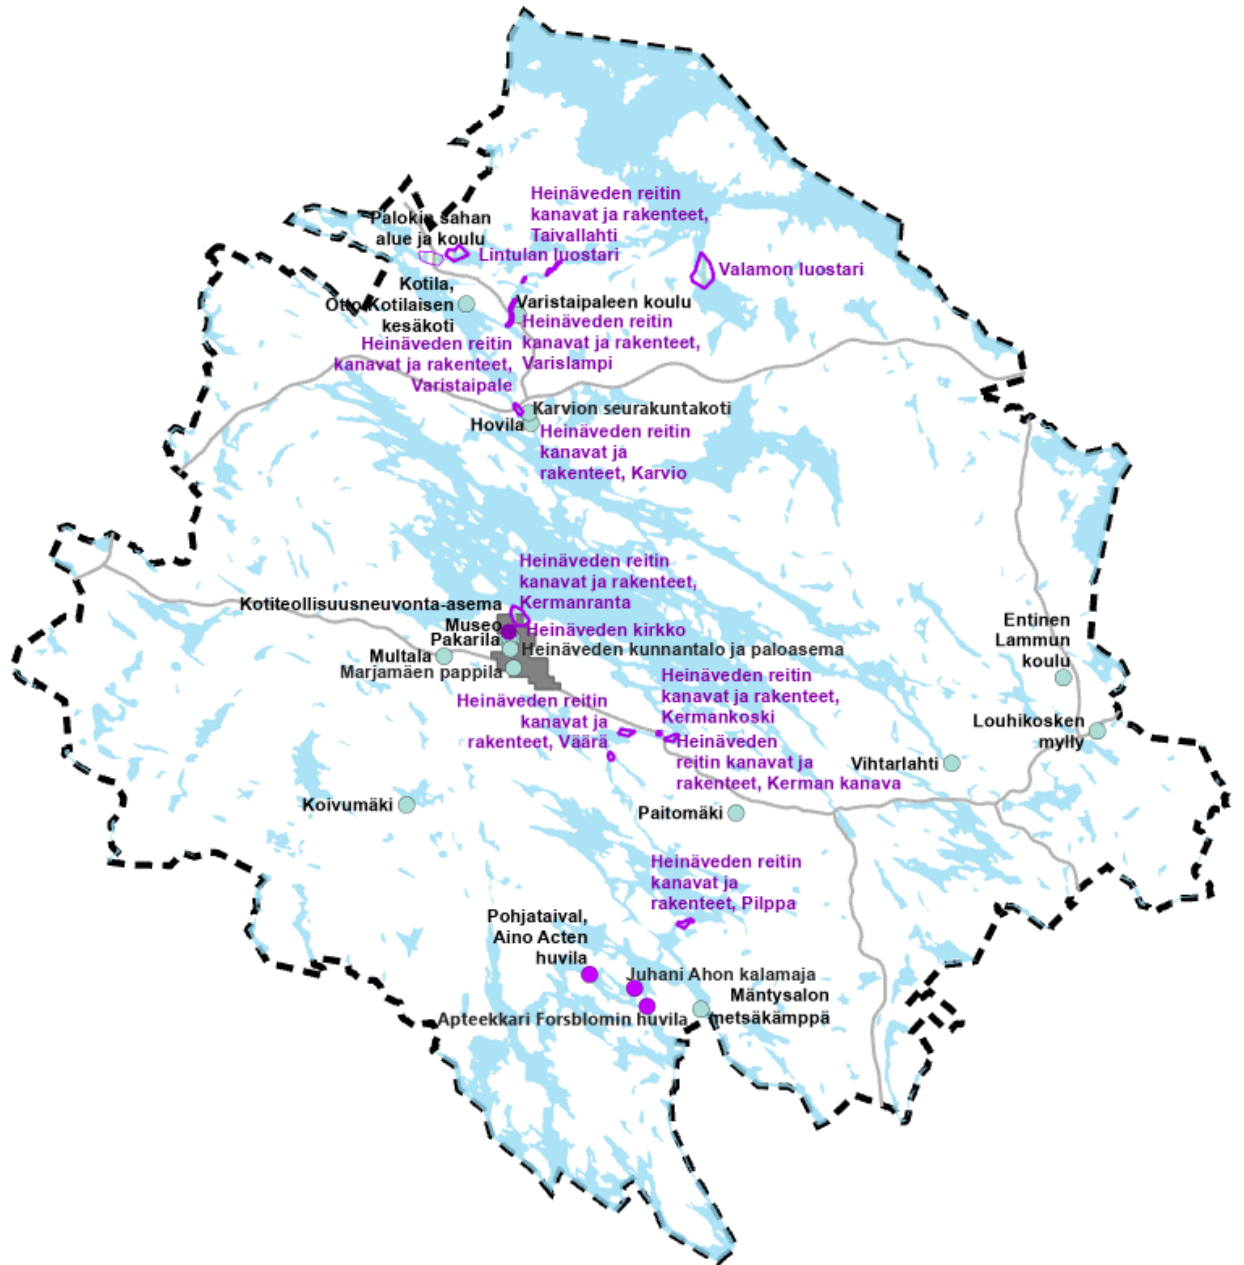 Heinäveden reitin
kanavat ja rakenteet,
Taivallahti
Palokin sahan
alue ja koulu
Lintulan luostari
Valamon luostari
Kotila,
Otto Kotilaisen
kesäkoti
Varistaipaleen koulu
Heinäveden reitin
kanavat ja rakenteet,
Varislampi
Heinäveden reitin
kanavat ja rakenteet,
Varistaipale
Karvion seurakuntakoti
Hovila
Heinäveden reitin
kanavat ja
rakenteet, Karvio
Heinäveden reitin
kanavat ja rakenteet,
Kermanranta
Kotiteollisuusneuvonta-asema
Museo
Heinäveden kirkko
Pakarila
Heinäveden kunnantalo ja paloasema
Multala
Marjamäen pappila
Entinen
Lammun
koulu
Heinäveden reitin
kanavat ja rakenteet,
Kermankoski
Heinäveden reitin
kanavat ja
rakenteet, Väärä
Louhikosken
mylly
Heinäveden
reitin kanavat ja
rakenteet, Kerman kanava
Vihtarlahti
Koivumäki
Paitomäki
Heinäveden reitin
kanavat ja
rakenteet, Pilppa
Pohjataival,
Aino Acten
huvila
Juhani Ahon kalamaja
Mäntysalon
metsäkämppä
Apteekkari Forsblomin huvila